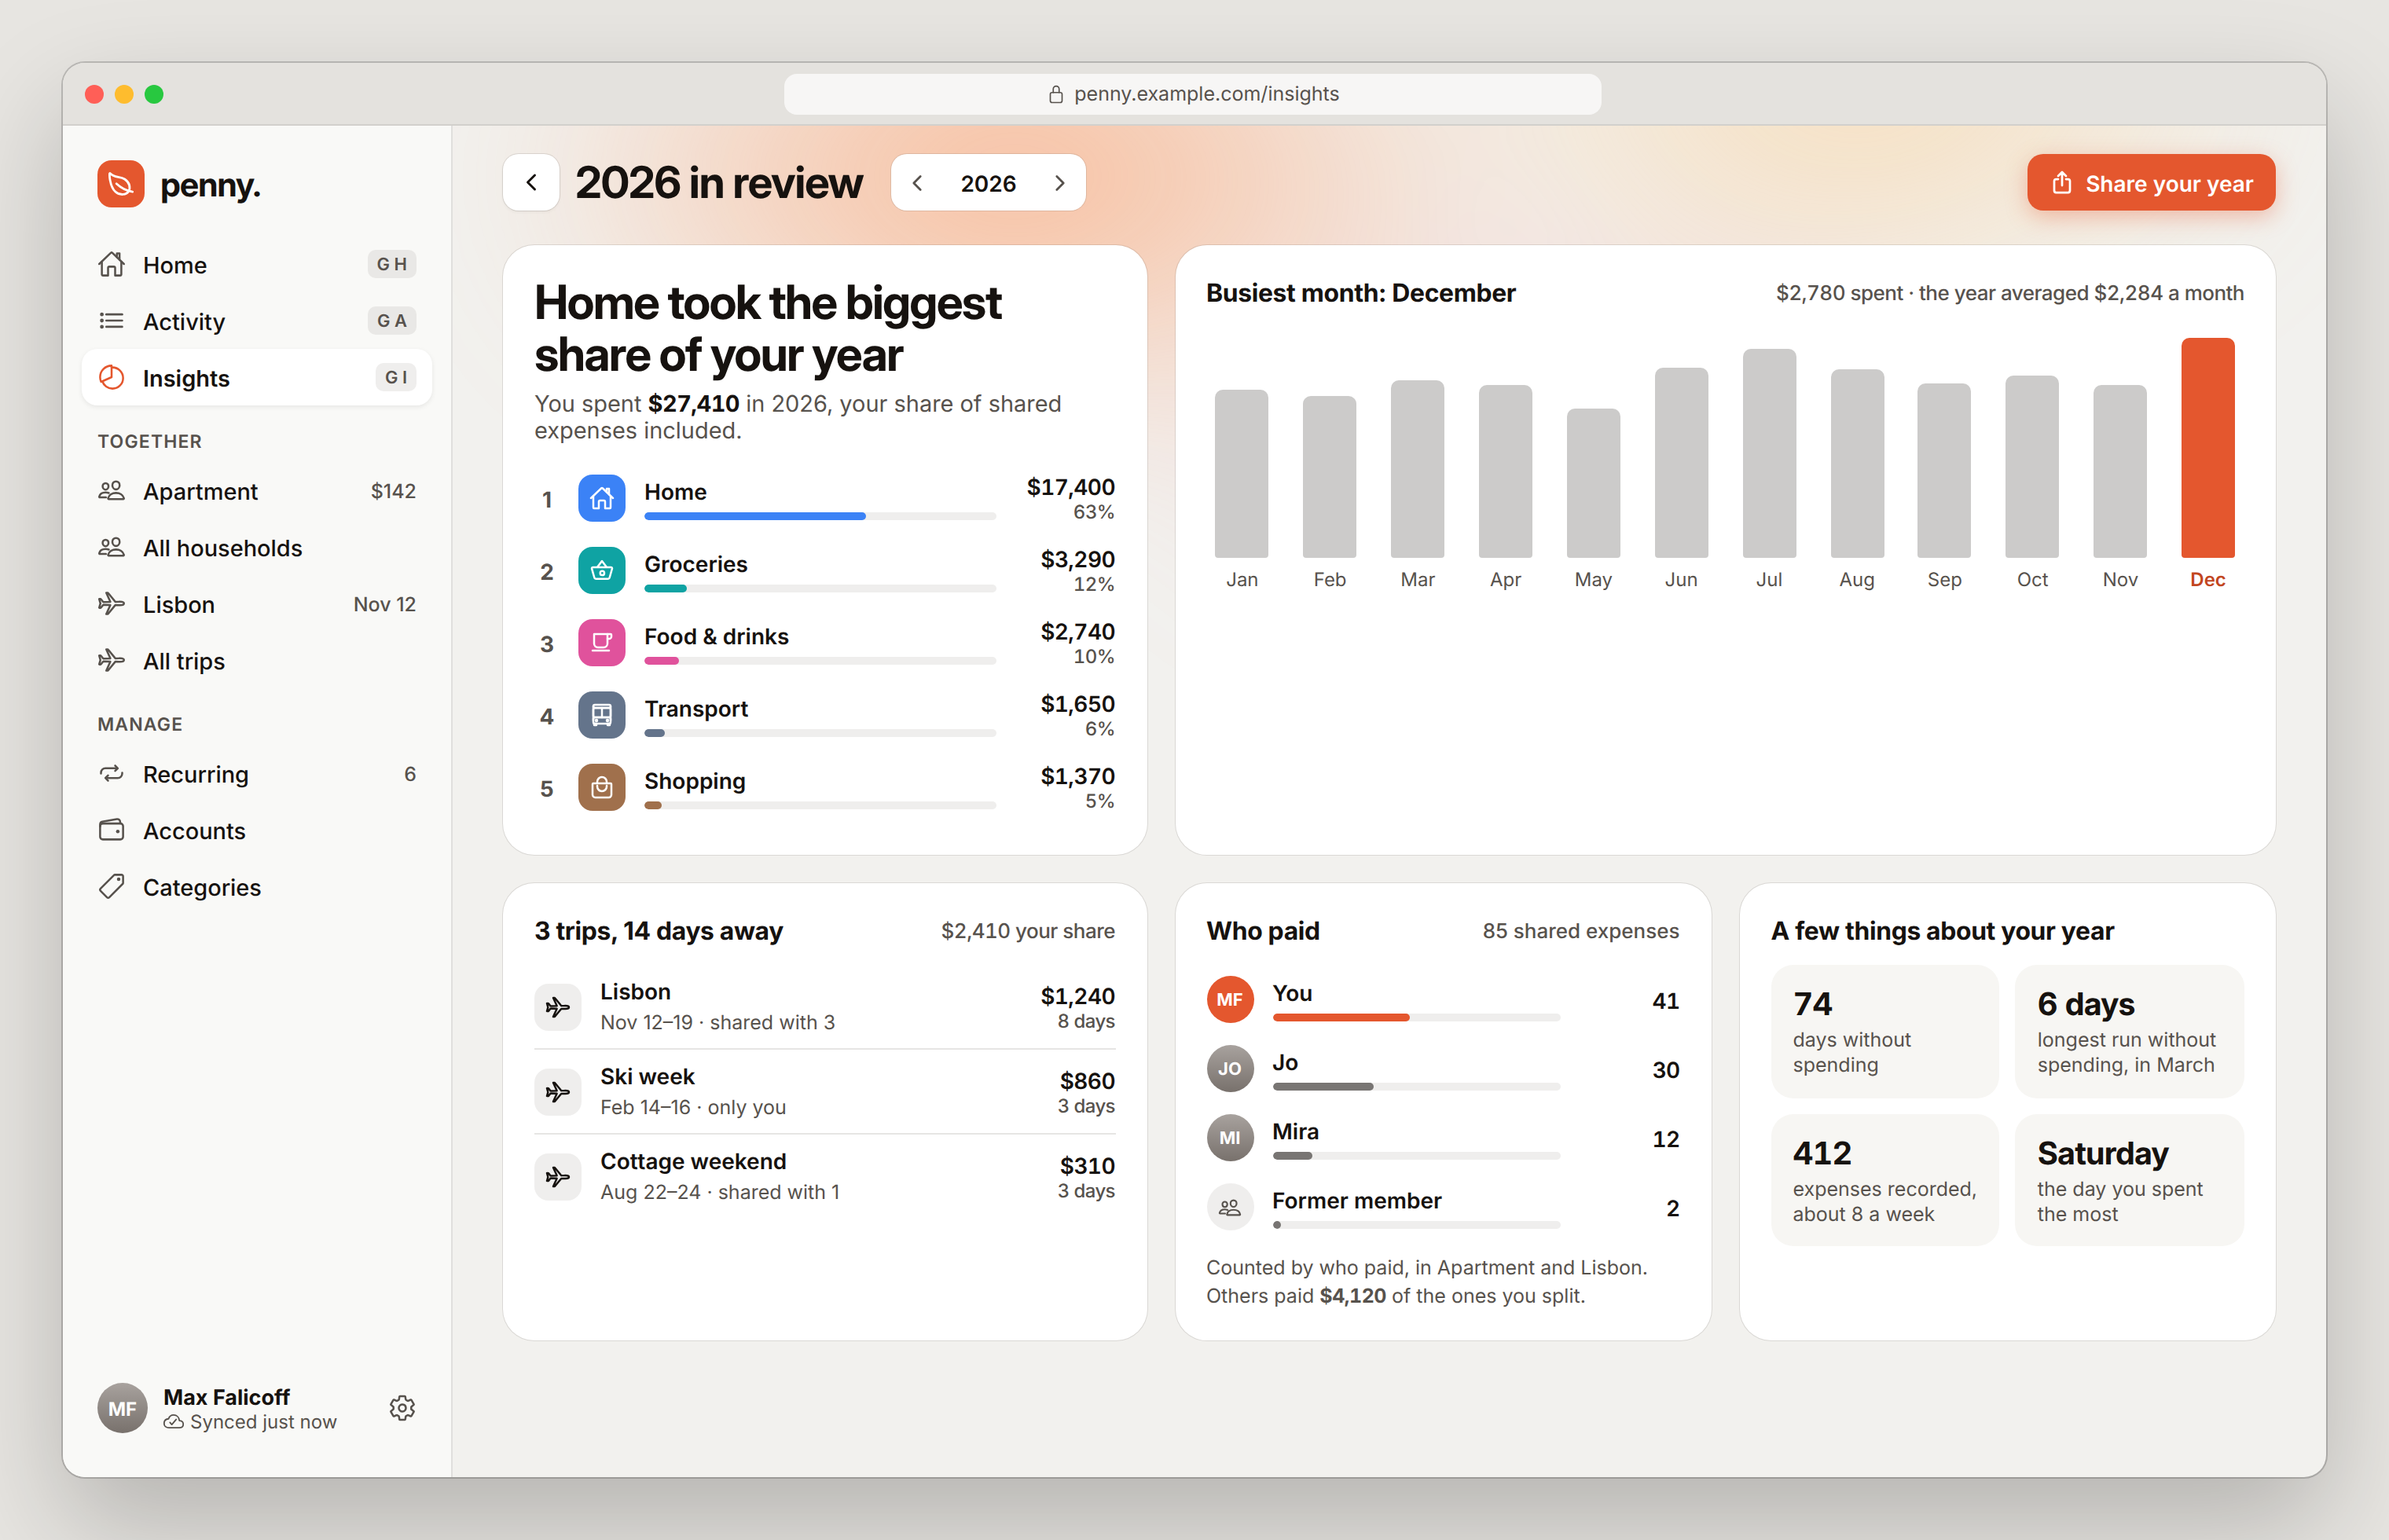 penny.example.com/insights
penny.
Home G H
Activity G A
Insights G I
TOGETHER
Apartment $142
All households
Lisbon Nov 12
All trips
MANAGE
Recurring 6
Accounts
Categories
MF
Max Falicoff
Synced just now
2026 in review
2026
Share your year
Home took the biggest
share of your year
You spent $27,410 in 2026, your share of shared
expenses included.
1 Home $17,400
63%
2 Groceries $3,290
12%
3 Food & drinks $2,740
10%
4 Transport $1,650
6%
5 Shopping $1,370
5%
Busiest month: December
$2,780 spent · the year averaged $2,284 a month
Jan Feb Mar Apr May Jun Jul Aug Sep Oct Nov Dec
3 trips, 14 days away
$2,410 your share
Lisbon $1,240
Nov 12–19 · shared with 3 8 days
Ski week $860
Feb 14–16 · only you 3 days
Cottage weekend $310
Aug 22–24 · shared with 1 3 days
Who paid
85 shared expenses
MF You 41
JO Jo 30
MI Mira 12
Former member 2
Counted by who paid, in Apartment and Lisbon.
Others paid $4,120 of the ones you split.
A few things about your year
74
days without
spending
6 days
longest run without
spending, in March
412
expenses recorded,
about 8 a week
Saturday
the day you spent
the most